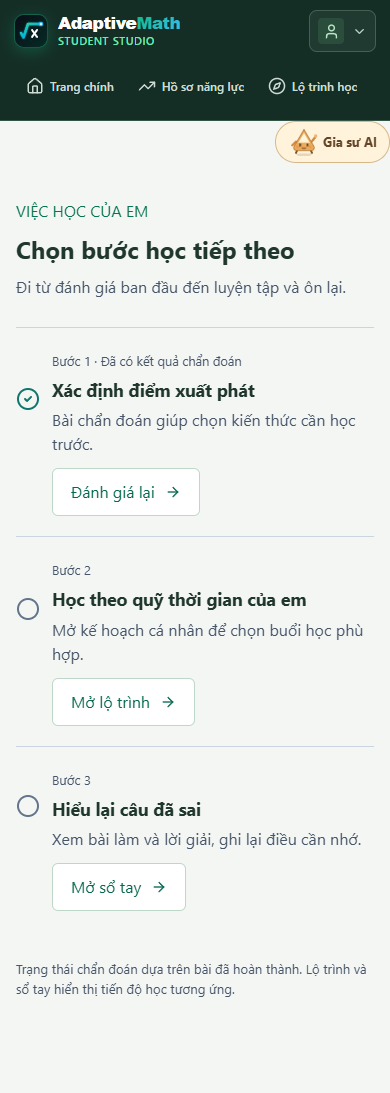 AdaptiveMath
STUDENT STUDIO
Trang chính
Hồ sơ năng lực
Lộ trình học
Gia sư AI
VIỆC HỌC CỦA EM
Chọn bước học tiếp theo
Đi từ đánh giá ban đầu đến luyện tập và ôn lại.
Bước 1 · Đã có kết quả chẩn đoán
Xác định điểm xuất phát
Bài chẩn đoán giúp chọn kiến thức cần học
trước.
Đánh giá lại →
Bước 2
Học theo quỹ thời gian của em
Mở kế hoạch cá nhân để chọn buổi học phù
hợp.
Mở lộ trình →
Bước 3
Hiểu lại câu đã sai
Xem bài làm và lời giải, ghi lại điều cần nhớ.
Mở sổ tay →
Trạng thái chẩn đoán dựa trên bài đã hoàn thành. Lộ trình và
sổ tay hiển thị tiến độ học tương ứng.